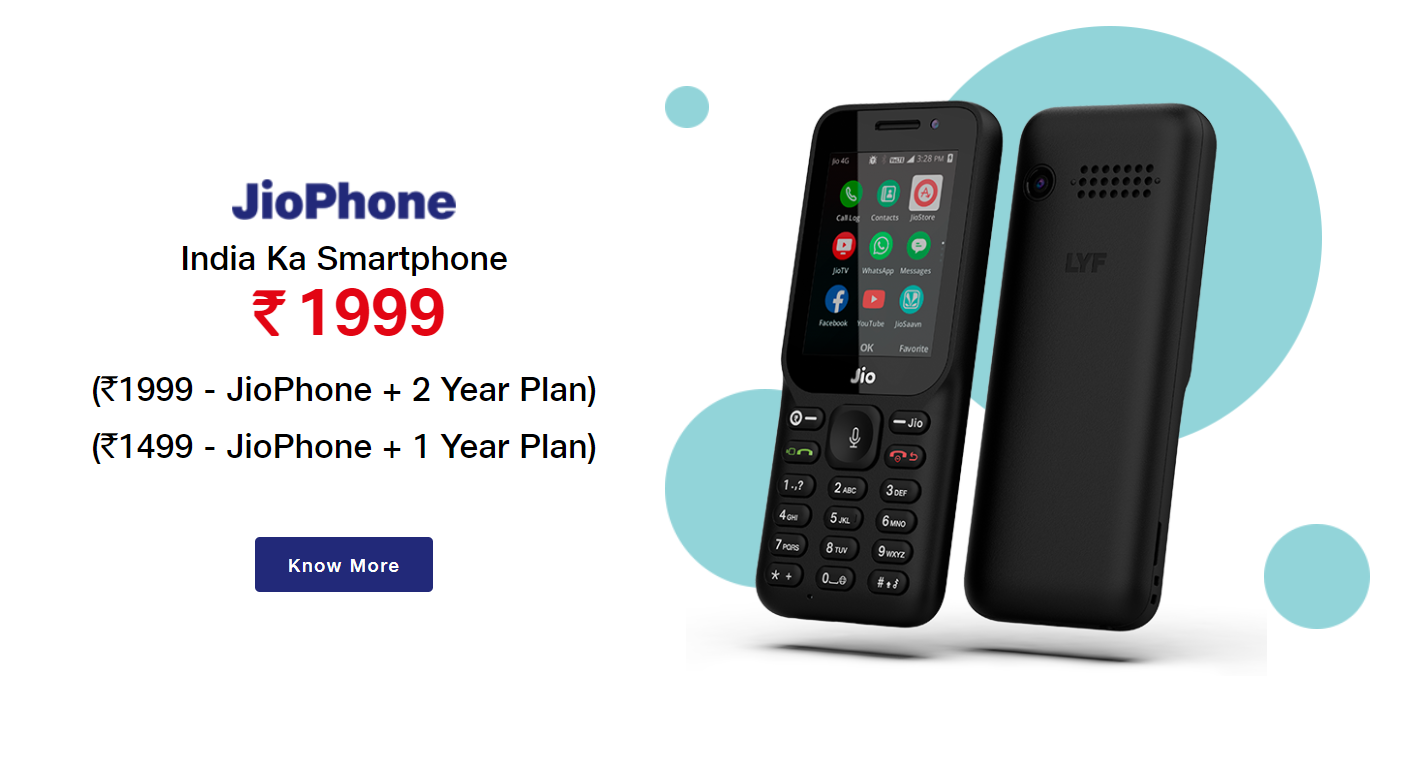 JioPhone
India Ka Smartphone
₹ 1999
(₹1999 - JioPhone + 2 Year Plan)
(₹1499 - JioPhone + 1 Year Plan)
Know More
Jio 4G VoLTE 3:28 PM
Call Log Contacts JioStore
JioTV WhatsApp Messages
Facebook YouTube JioSaavn
OK Favorite
Jio
Jio
1 .,? 2 ABC 3 DEF
4 GHI 5 JKL 6 MNO
7 PQRS 8 TUV 9 WXYZ
* + 0 #
LYF